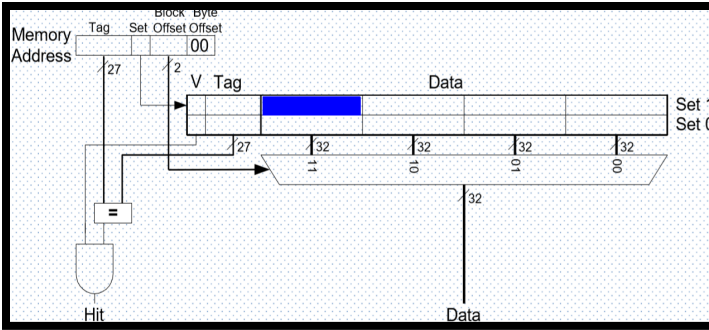 Block Byte
Tag Set Offset Offset
Memory
Address
00
27
2
V Tag Data
Set 1
Set 0
27 32 32 32 32
11 10 01 00
=
32
Hit
Data